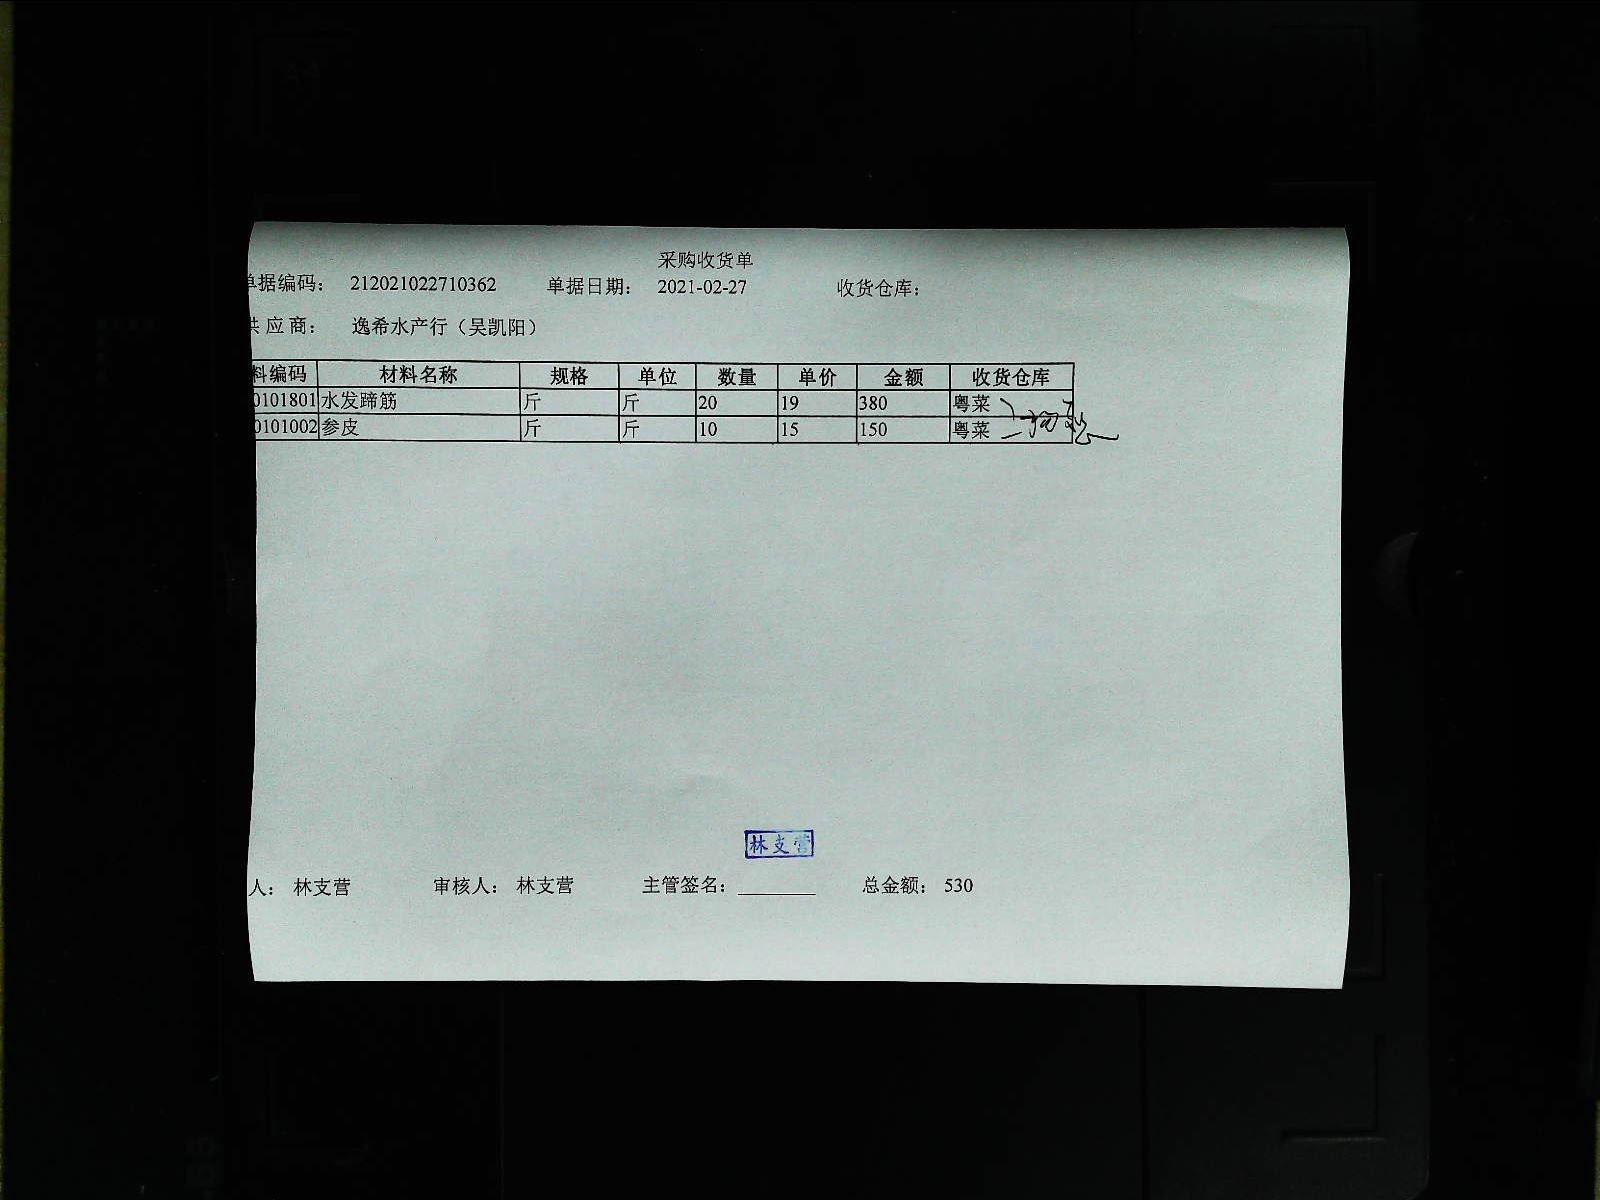 采购收货单
单据编码: 212021022710362 单据日期: 2021-02-27 收货仓库:
供应商: 逸希水产行（吴凯阳）
料编码 材料名称 规格 单位 数量 单价 金额 收货仓库
0101801 水发蹄筋 斤 斤 20 19 380 粤菜
0101002 参皮 斤 斤 10 15 150 粤菜
林支营
人: 林支营 审核人: 林支营 主管签名: 总金额: 530